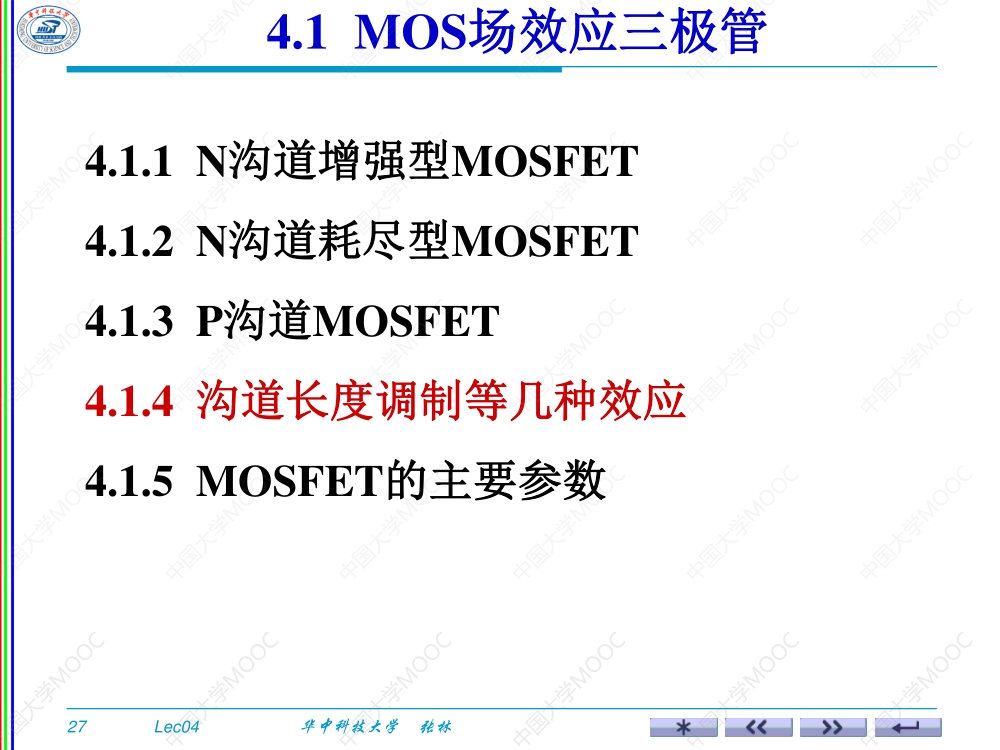 4.1 MOS场效应三极管
4.1.1 N沟道增强型MOSFET
4.1.2 N沟道耗尽型MOSFET
4.1.3 P沟道MOSFET
4.1.4 沟道长度调制等几种效应
4.1.5 MOSFET的主要参数
27 Lec04 华中科技大学 张林
中国大学MOOC